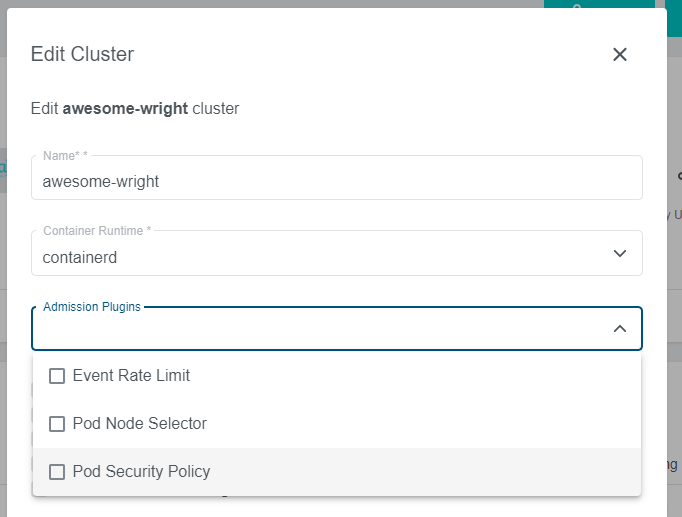 Edit Cluster
Edit awesome-wright cluster
Name* *
awesome-wright
Container Runtime *
containerd
Admission Plugins
Event Rate Limit
Pod Node Selector
Pod Security Policy